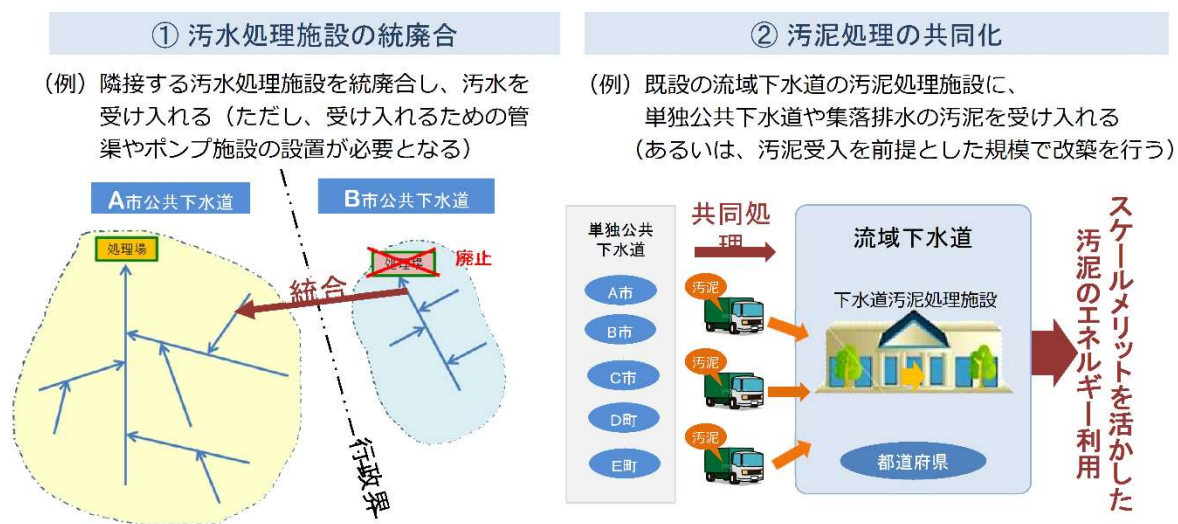 ① 汚水処理施設の統廃合
(例)隣接する汚水処理施設を統廃合し、汚水を
受け入れる(ただし、受け入れるための管
渠やポンプ施設の設置が必要となる)
A市公共下水道
B市公共下水道
処理場
処理場
廃止
統合
行政界
② 汚泥処理の共同化
(例)既設の流域下水道の汚泥処理施設に、
単独公共下水道や集落排水の汚泥を受け入れる
(あるいは、汚泥受入を前提とした規模で改築を行う)
単独公共
下水道
A市
B市
C市
D町
E町
共同処
理
汚泥
汚泥
汚泥
流域下水道
下水道汚泥処理施設
都道府県
スケールメリットを活かした
汚泥のエネルギー利用